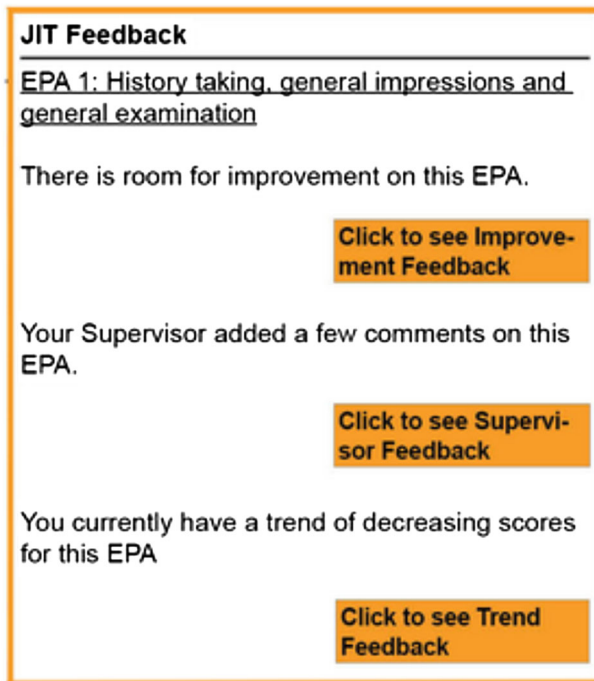 JIT Feedback
EPA 1: History taking, general impressions and
general examination
There is room for improvement on this EPA.
Click to see Improve-
ment Feedback
Your Supervisor added a few comments on this
EPA.
Click to see Supervi-
sor Feedback
You currently have a trend of decreasing scores
for this EPA
Click to see Trend
Feedback